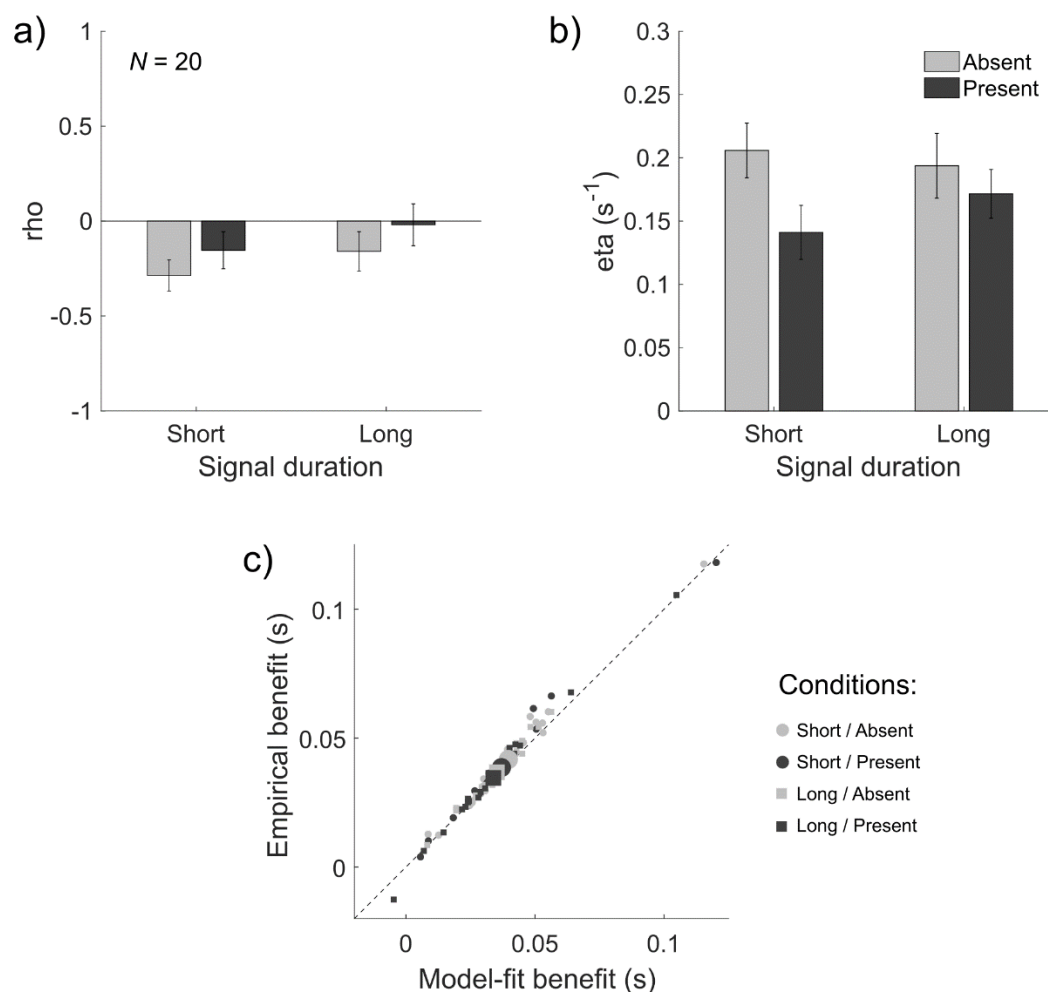 a)
N = 20
1
0.5
0
-0.5
-1
rho
Short
Long
Signal duration
b)
0.3
0.25
0.2
0.15
0.1
0.05
0
eta (s⁻¹)
Absent
Present
Short
Long
Signal duration
c)
Empirical benefit (s)
0.1
0.05
0
0
0.05
0.1
Model-fit benefit (s)
Conditions:
Short / Absent
Short / Present
Long / Absent
Long / Present